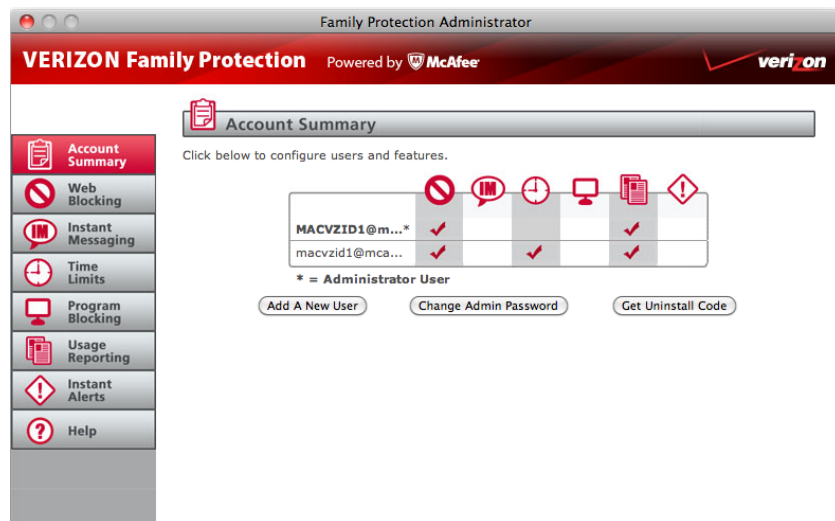 Family Protection Administrator
VERIZON Family Protection Powered by McAfee
verizon
Account Summary
Click below to configure users and features.
Account
Summary
Web
Blocking
Instant
Messaging
Time
Limits
Program
Blocking
Usage
Reporting
Instant
Alerts
Help
IM
IM
MACVZID1@m...*
macvzid1@mca...
* = Administrator User
Add A New User
Change Admin Password
Get Uninstall Code